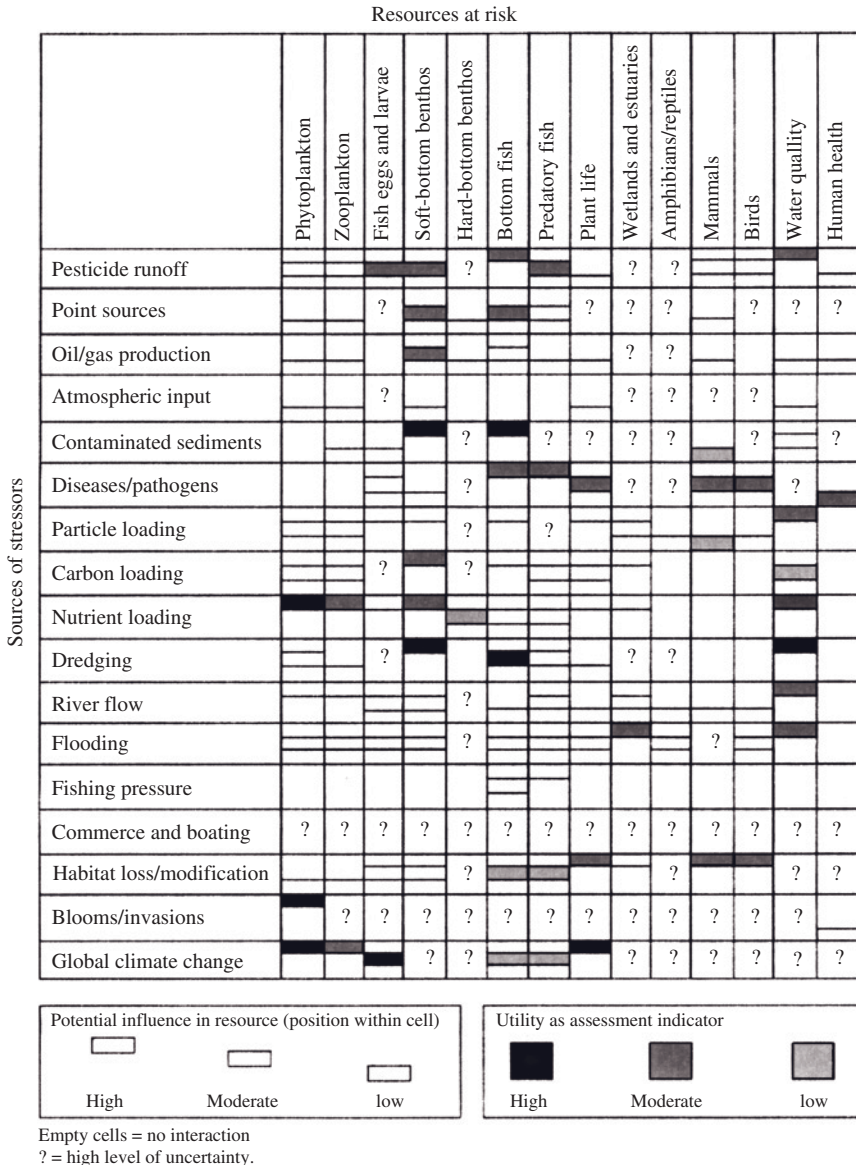 Resources at risk
Phytoplankton
Zooplankton
Fish eggs and larvae
Soft-bottom benthos
Hard-bottom benthos
Bottom fish
Predatory fish
Plant life
Wetlands and estuaries
Amphibians/reptiles
Mammals
Birds
Water quallity
Human health
Sources of stressors
Pesticide runoff ? ? ?
Point sources ? ? ? ? ? ? ?
Oil/gas production ? ?
Atmospheric input ? ? ? ? ?
Contaminated sediments ? ? ? ? ? ? ?
Diseases/pathogens ? ? ? ?
Particle loading ? ?
Carbon loading ? ?
Nutrient loading
Dredging ? ? ?
River flow ?
Flooding ? ?
Fishing pressure
Commerce and boating ? ? ? ? ? ? ? ? ? ? ? ? ? ?
Habitat loss/modification ? ? ? ?
Blooms/invasions ? ? ? ? ? ? ? ? ? ? ? ?
Global climate change ? ? ? ? ? ? ? ?
Potential influence in resource (position within cell)
High Moderate low
Utility as assessment indicator
High Moderate low
Empty cells = no interaction
? = high level of uncertainty.